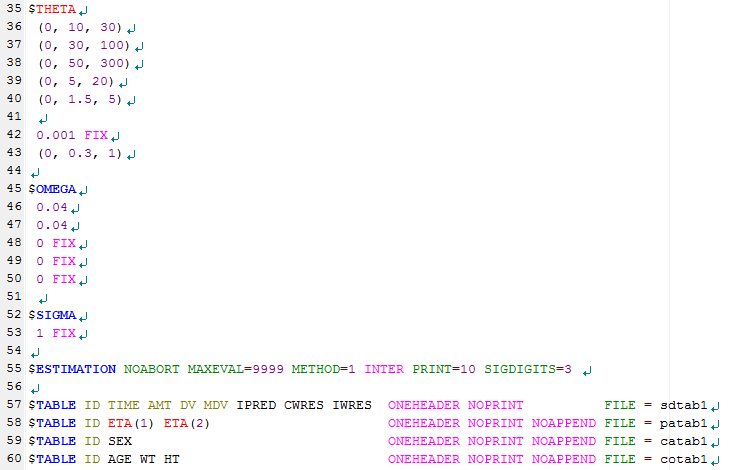 35 $THETA↵
36 (0, 10, 30)↵
37 (0, 30, 100)↵
38 (0, 50, 300)↵
39 (0, 5, 20)↵
40 (0, 1.5, 5)↵
41 ↵
42 0.001 FIX↵
43 (0, 0.3, 1)↵
44 ↵
45 $OMEGA↵
46 0.04↵
47 0.04↵
48 0 FIX↵
49 0 FIX↵
50 0 FIX↵
51 ↵
52 $SIGMA↵
53 1 FIX↵
54 ↵
55 $ESTIMATION NOABORT MAXEVAL=9999 METHOD=1 INTER PRINT=10 SIGDIGITS=3 ↵
56 ↵
57 $TABLE ID TIME AMT DV MDV IPRED CWRES IWRES ONEHEADER NOPRINT FILE = sdtab1↵
58 $TABLE ID ETA(1) ETA(2) ONEHEADER NOPRINT NOAPPEND FILE = patab1↵
59 $TABLE ID SEX ONEHEADER NOPRINT NOAPPEND FILE = catab1↵
60 $TABLE ID AGE WT HT ONEHEADER NOPRINT NOAPPEND FILE = cotab1↵